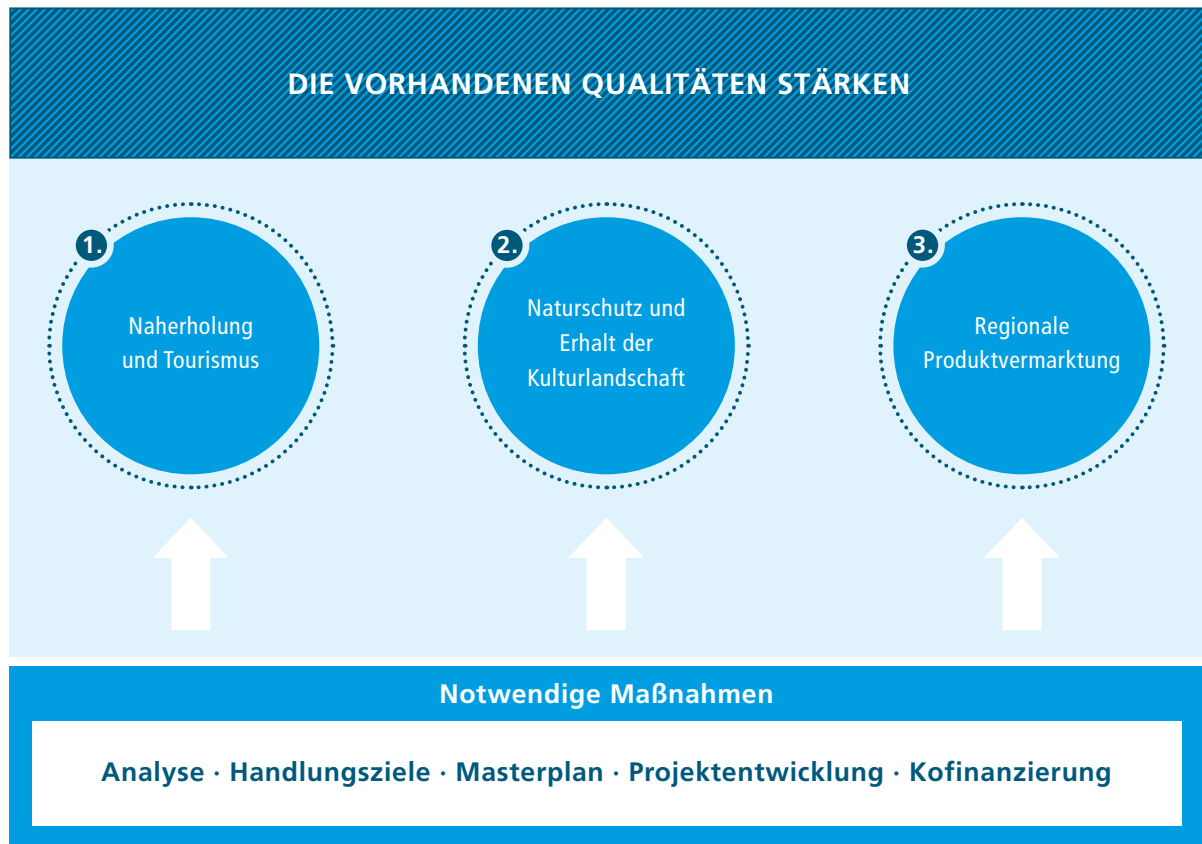 DIE VORHANDENEN QUALITÄTEN STÄRKEN
1.
Naherholung
und Tourismus
2.
Naturschutz und
Erhalt der
Kulturlandschaft
3.
Regionale
Produktvermarktung
Notwendige Maßnahmen
Analyse · Handlungsziele · Masterplan · Projektentwicklung · Kofinanzierung